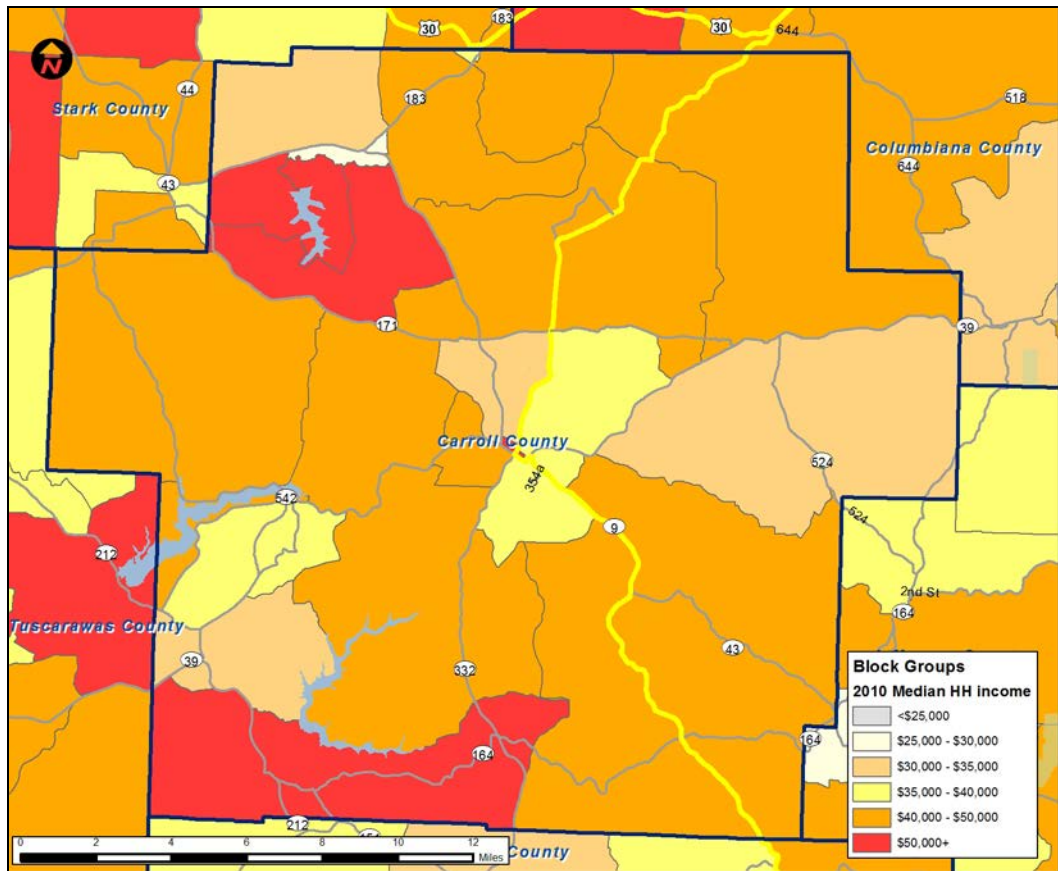 30
183
30
644
N
44
183
518
Stark County
Columbiana County
644
43
171
39
Carroll County
524
354a
542
9
524
212
2nd St
164
Tuscarawas County
43
39
332
164
164
212
County
0 2 4 6 8 10 12
Miles
Block Groups
2010 Median HH income
<$25,000
$25,000 - $30,000
$30,000 - $35,000
$35,000 - $40,000
$40,000 - $50,000
$50,000+